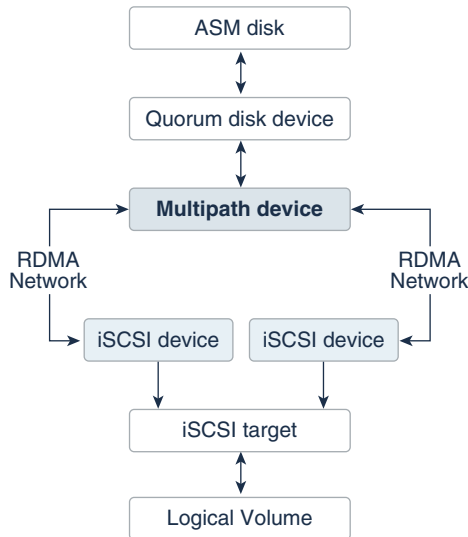 ASM disk
Quorum disk device
Multipath device
RDMA
Network
RDMA
Network
iSCSI device
iSCSI device
iSCSI target
Logical Volume